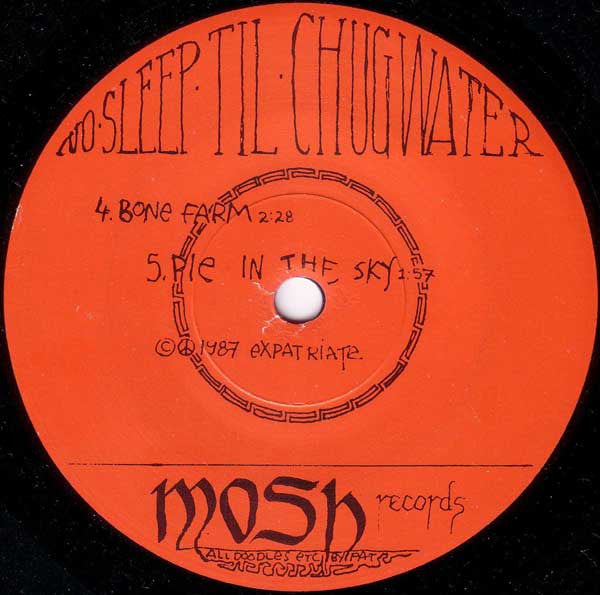 NO·SLEEP·TIL·CHUGWATER
4. BONE FARM 2:28
5. PIE IN THE SKY 1:57
©☮1987 EXPATRIATE.
mosh records
ALL DOODLES ETC BY PAT